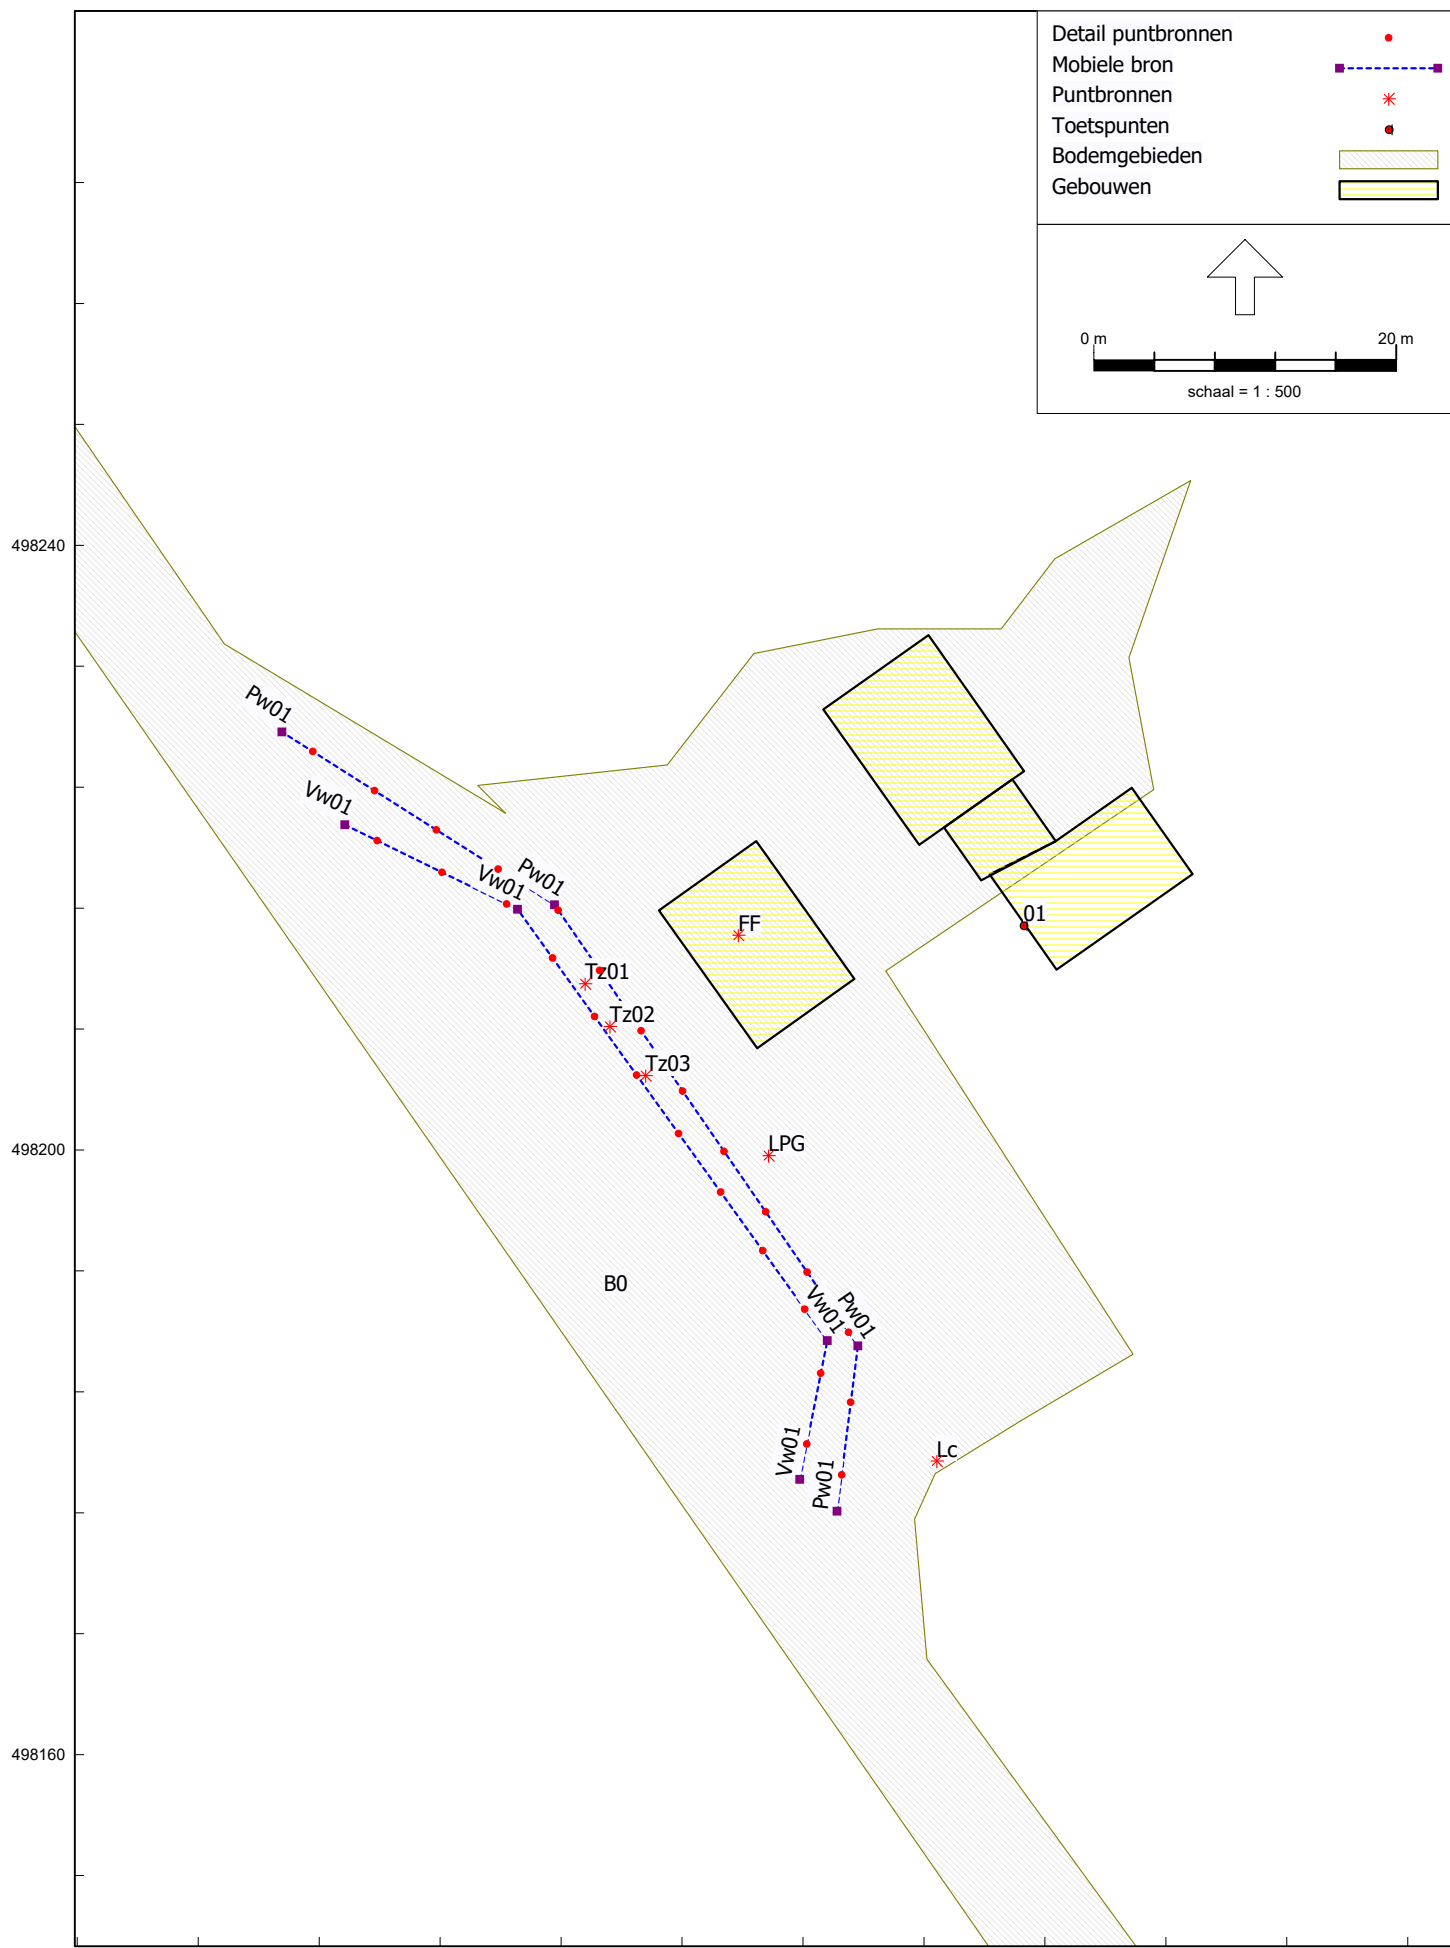 Detail puntbronnen
Mobiele bron
Puntbronnen
Toetspunten
Bodemgebieden
Gebouwen
0 m
20 m
schaal = 1 : 500
498240
Pw01
Vw01
Pw01
Vw01
01
FF
Tz01
Tz02
Tz03
498200
LPG
B0
Vw01
Pw01
Vw01
Pw01
Lc
498160